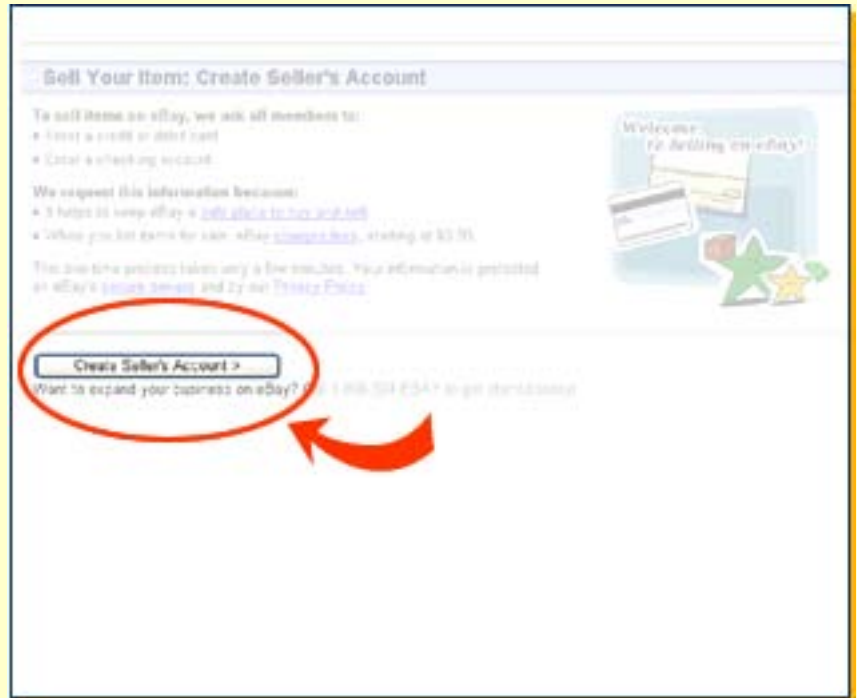 Sell Your Item: Create Seller's Account
To sell items on eBay, we ask all members to:
• Enter a credit or debit card
• Enter a checking account
Welcome
to selling on eBay!
We request this information because:
• It helps to keep eBay a safe place to buy and sell
• When you list items for sale, eBay charges fees, starting at
This one-time process takes only a few minutes. Your information is protected
on eBay's secure servers and by our Privacy Policy.
Create Seller's Account >
Want to expand your business on eBay? to get started today!